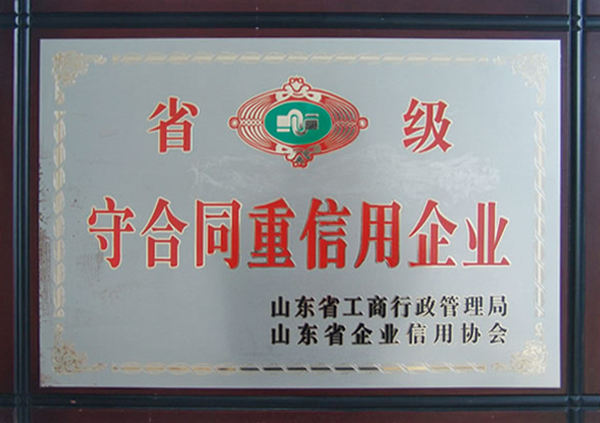 省级
守合同重信用企业
山东省工商行政管理局
山东省企业信用协会